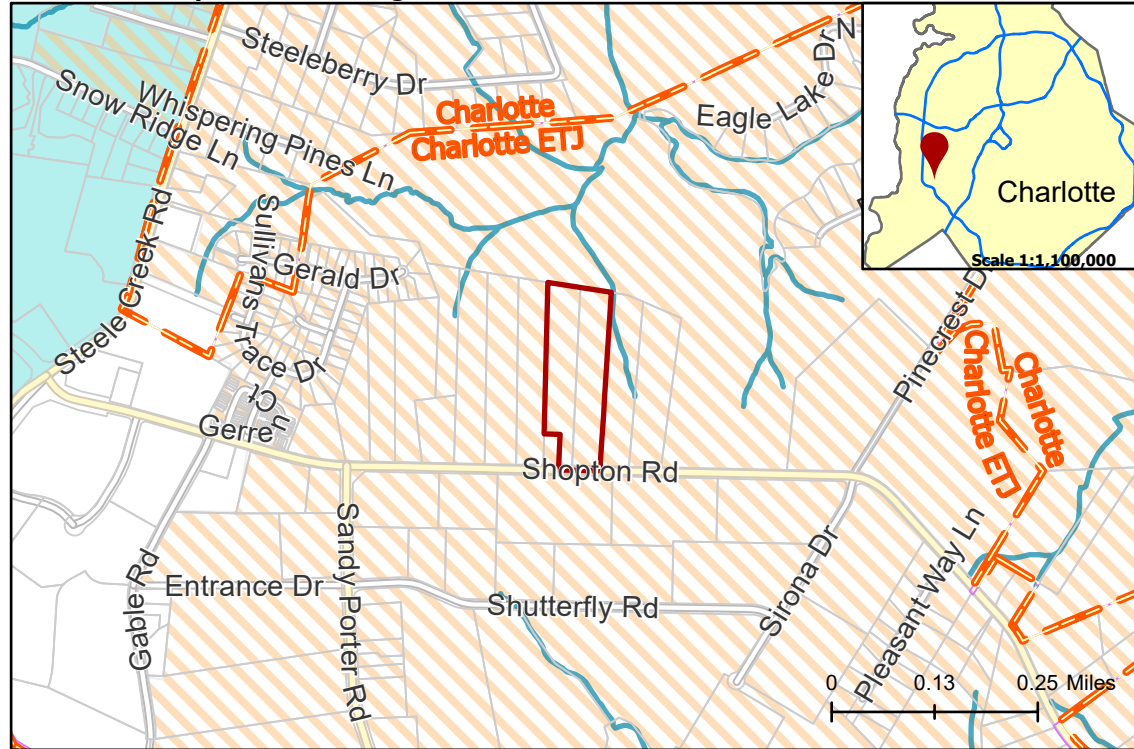 Steeleberry Dr
N
Eagle Lake Dr
Snow Ridge Ln
Whispering Pines Ln
Charlotte
Charlotte ETJ
Charlotte
Scale 1:1,100,000
Steele Creek Rd
Sullivans Trace Dr
Gerald Dr
Pinecrest Dr
Charlotte
Charlotte ETJ
Gerre
n Ct
Shopton Rd
Sandy Porter Rd
Gable Rd
Entrance Dr
Shutterfly Rd
Sirona Dr
Pleasant Way Ln
0 0.13 0.25 Miles